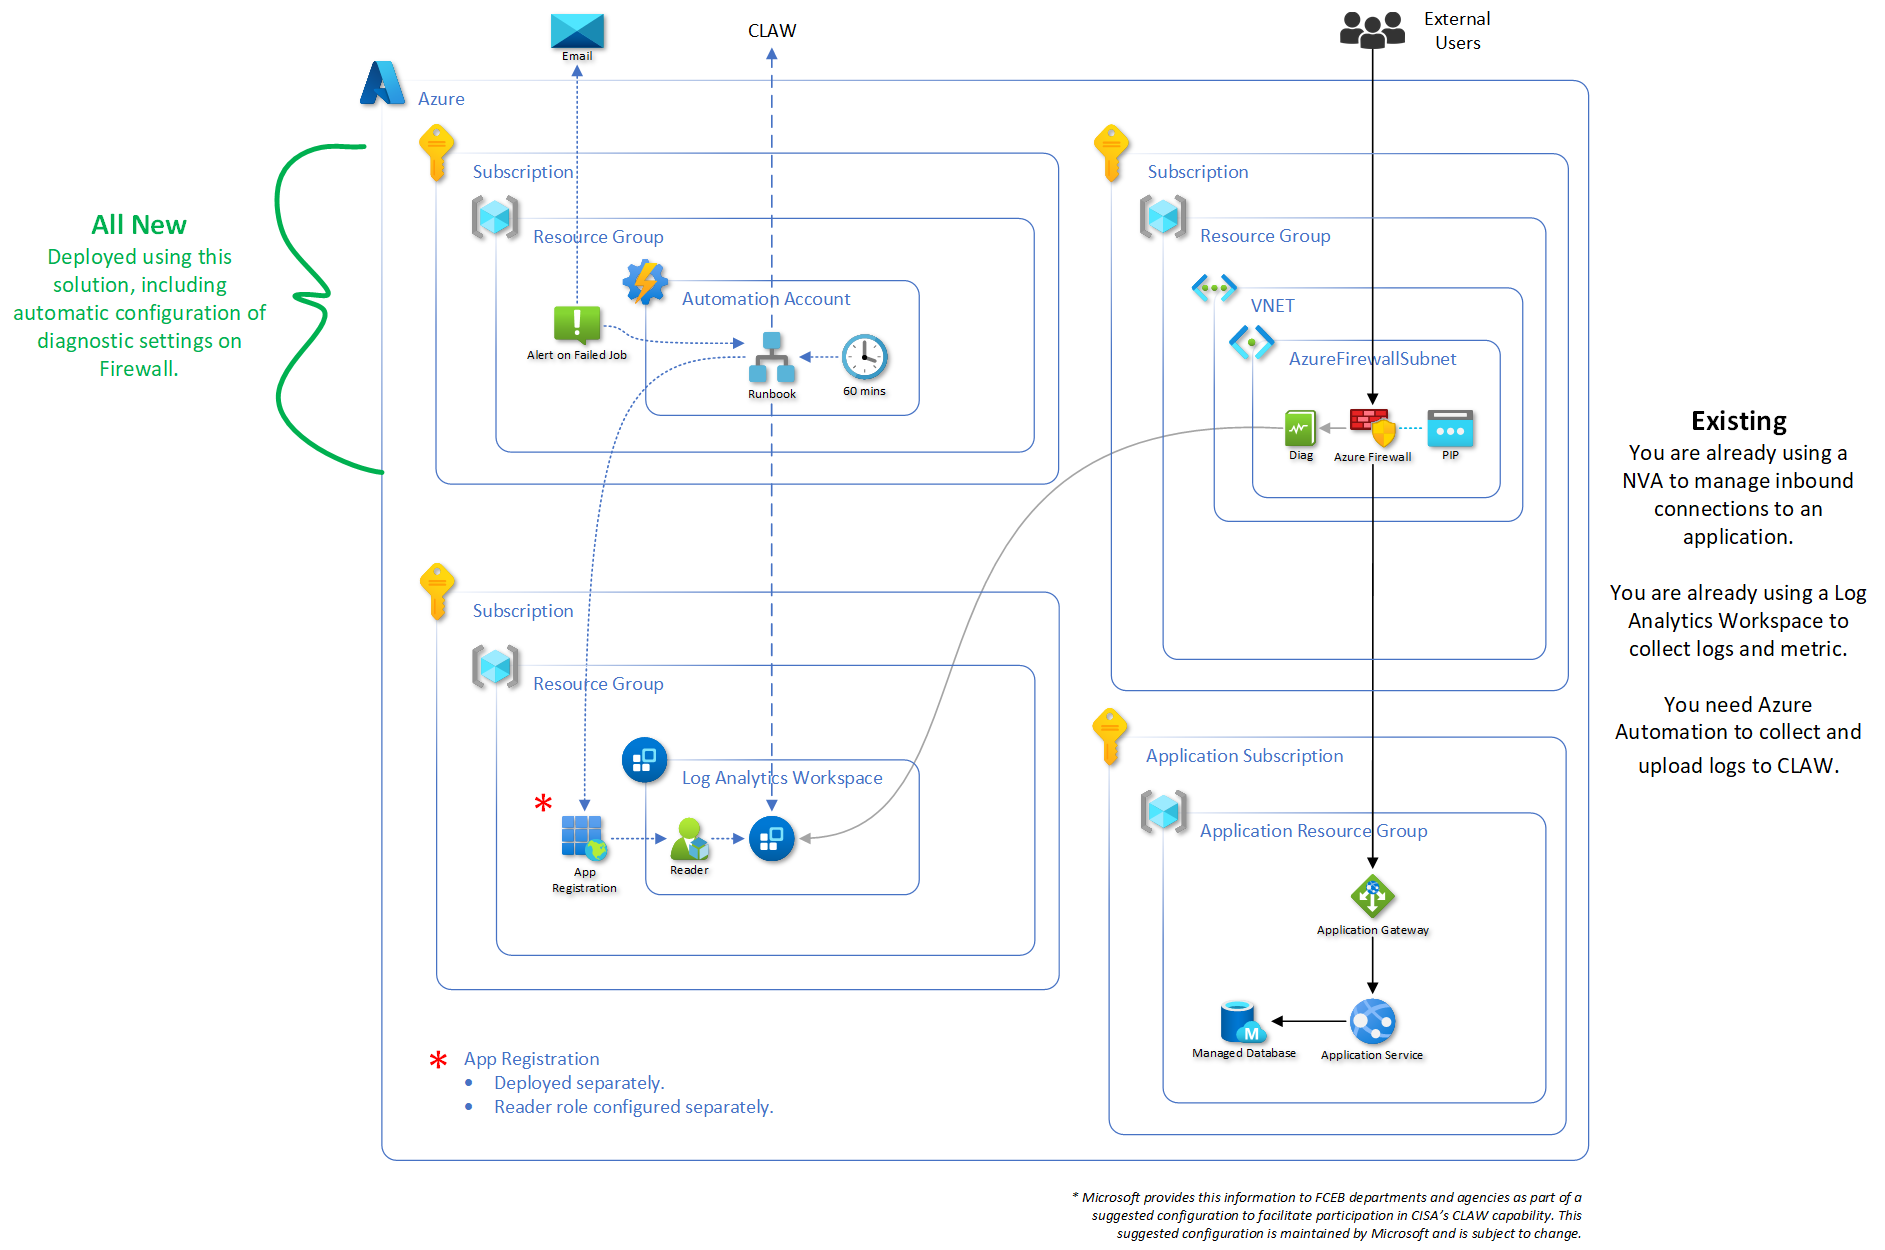 Email
CLAW
External
Users
Azure
Subscription
Resource Group
Automation Account
Alert on Failed Job
Runbook
60 mins
All New
Deployed using this
solution, including
automatic configuration of
diagnostic settings on
Firewall.
Subscription
Resource Group
VNET
AzureFirewallSubnet
Diag
Azure Firewall
PIP
Existing
You are already using a
NVA to manage inbound
connections to an
application.
You are already using a Log
Analytics Workspace to
collect logs and metric.
You need Azure
Automation to collect and
upload logs to CLAW.
Subscription
Resource Group
Log Analytics Workspace
*
App
Registration
Reader
Application Subscription
Application Resource Group
Application Gateway
Managed Database
Application Service
* App Registration
• Deployed separately.
• Reader role configured separately.
* Microsoft provides this information to FCEB departments and agencies as part of a
suggested configuration to facilitate participation in CISA’s CLAW capability. This
suggested configuration is maintained by Microsoft and is subject to change.